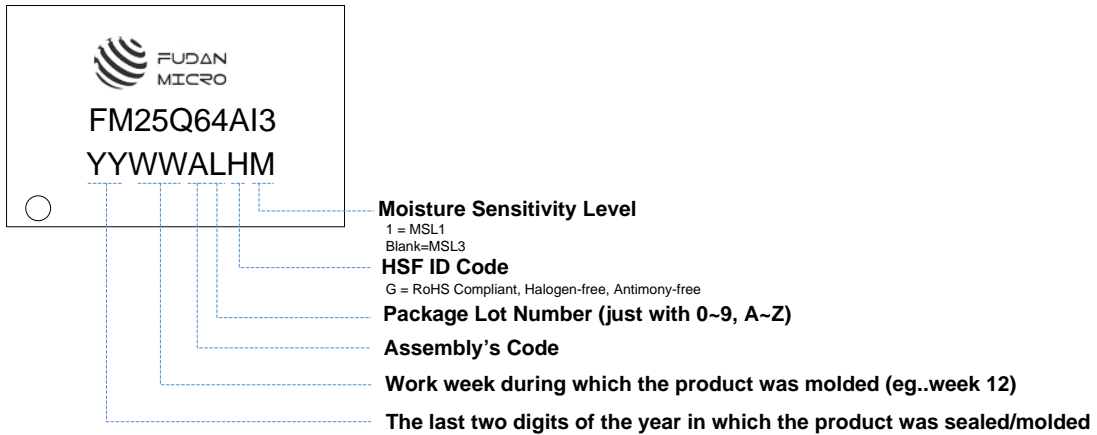 FUDAN
MICRO
FM25Q64AI3
YYWWALHM
Moisture Sensitivity Level
1 = MSL1
Blank=MSL3
HSF ID Code
G = RoHS Compliant, Halogen-free, Antimony-free
Package Lot Number (just with 0~9, A~Z)
Assembly's Code
Work week during which the product was molded (eg..week 12)
The last two digits of the year in which the product was sealed/molded